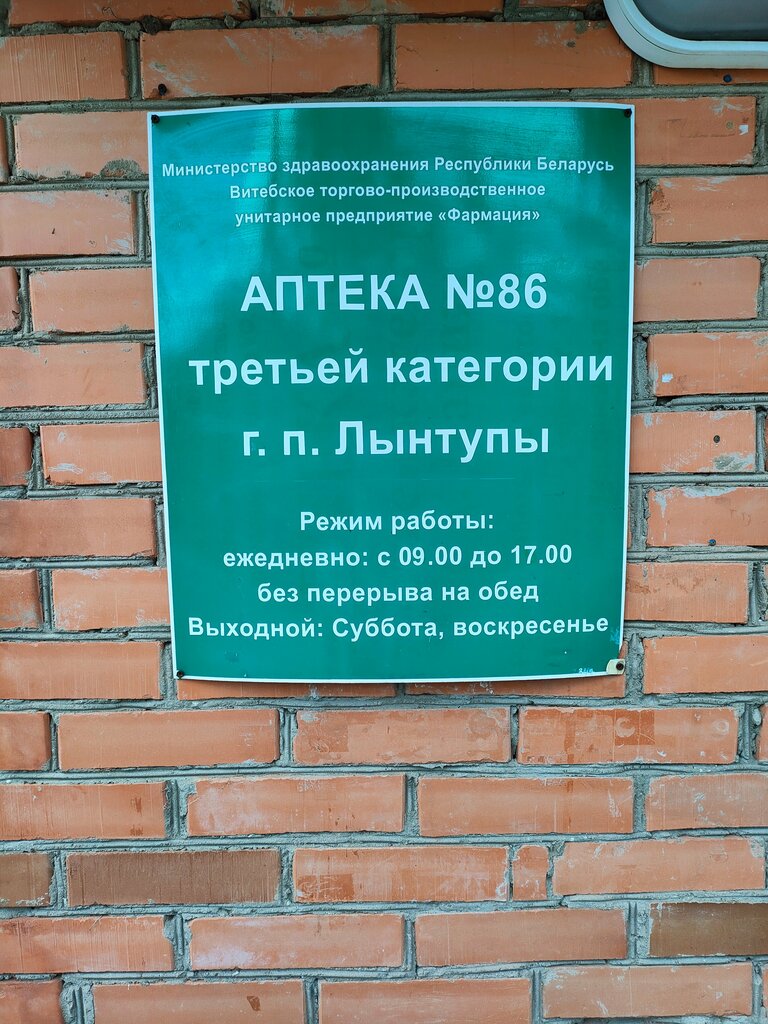 Министерство здравоохранения Республики Беларусь
Витебское торгово-производственное
унитарное предприятие «Фармация»
АПТЕКА №86
третьей категории
г. п. Лынтупы
Режим работы:
ежедневно: с 09.00 до 17.00
без перерыва на обед
Выходной: Суббота, воскресенье